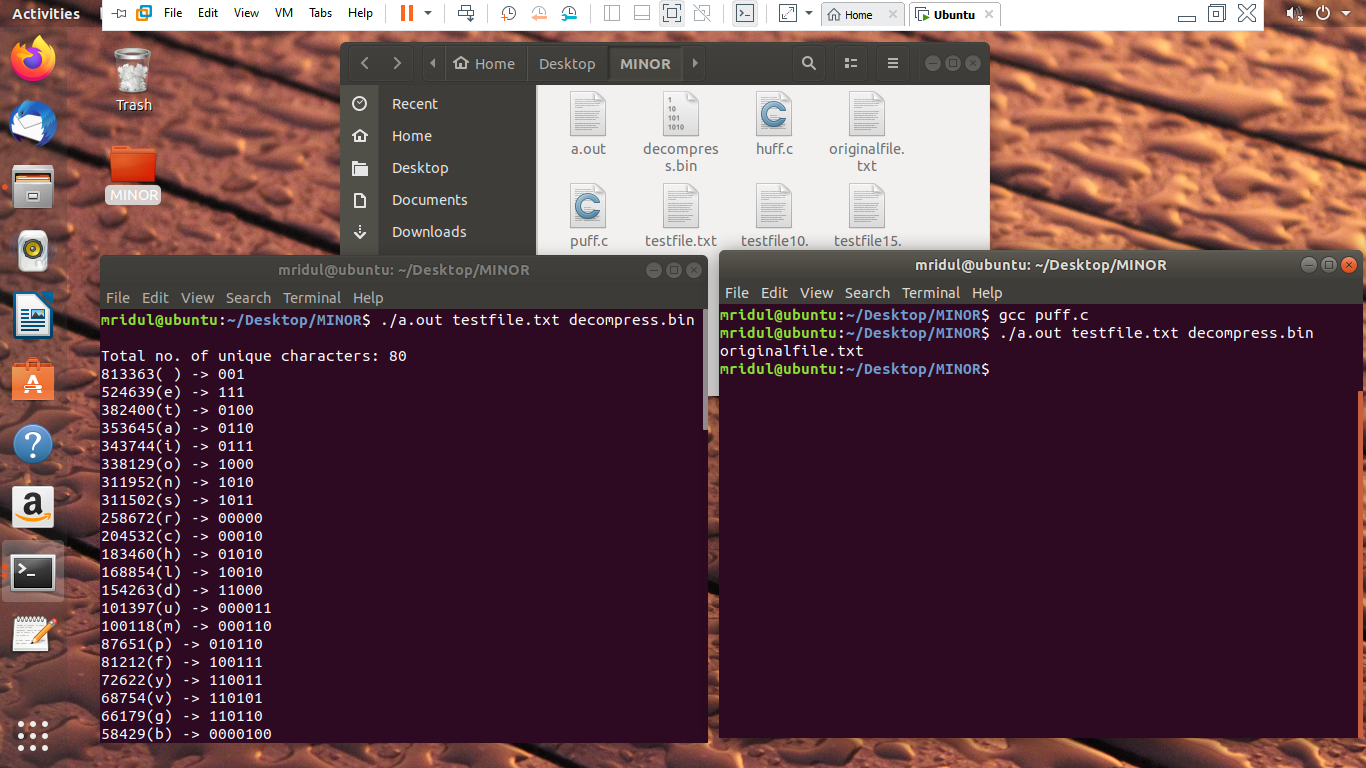 Activities
File Edit View VM Tabs Help
Home
Ubuntu
Trash
MINOR
Home Desktop MINOR
Recent
Home
Desktop
Documents
Downloads
1
10
101
1010
a.out
decompres
s.bin
huff.c
originalfile.
txt
puff.c
testfile.txt
testfile10.
testfile15.
mridul@ubuntu: ~/Desktop/MINOR
File Edit View Search Terminal Help
mridul@ubuntu:~/Desktop/MINOR$ ./a.out testfile.txt decompress.bin
Total no. of unique characters: 80
813363( ) -> 001
524639(e) -> 111
382400(t) -> 0100
353645(a) -> 0110
343744(i) -> 0111
338129(o) -> 1000
311952(n) -> 1010
311502(s) -> 1011
258672(r) -> 00000
204532(c) -> 00010
183460(h) -> 01010
168854(l) -> 10010
154263(d) -> 11000
101397(u) -> 000011
100118(m) -> 000110
87651(p) -> 010110
81212(f) -> 100111
72622(y) -> 110011
68754(v) -> 110101
66179(g) -> 110110
58429(b) -> 0000100
mridul@ubuntu: ~/Desktop/MINOR
File Edit View Search Terminal Help
mridul@ubuntu:~/Desktop/MINOR$ gcc puff.c
mridul@ubuntu:~/Desktop/MINOR$ ./a.out testfile.txt decompress.bin
originalfile.txt
mridul@ubuntu:~/Desktop/MINOR$